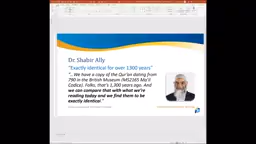 Dr. Shabir Ally
"Exactly identical for over 1300 years"
".. We have a copy of the Qur'an dating from
790 in the British Museum (MS2165 Ma'il
Codice). Folks, that's 1,300 years ago. And
we can compare that with what we're
reading today and we find them to be
exactly identical."